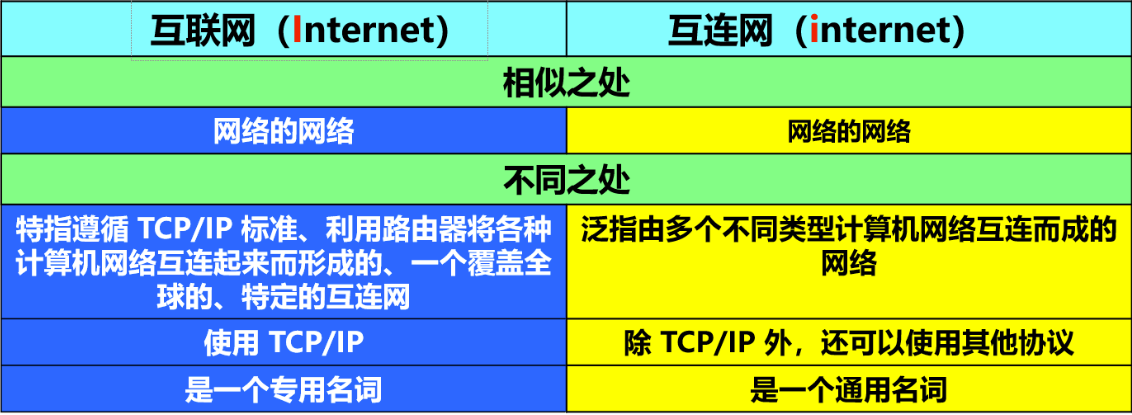 互联网（Internet）
互连网（internet）
相似之处
网络的网络
网络的网络
不同之处
特指遵循 TCP/IP 标准、利用路由器将各种
计算机网络互连起来而形成的、一个覆盖全
球的、特定的互连网
泛指由多个不同类型计算机网络互连而成的
网络
使用 TCP/IP
除 TCP/IP 外，还可以使用其他协议
是一个专用名词
是一个通用名词